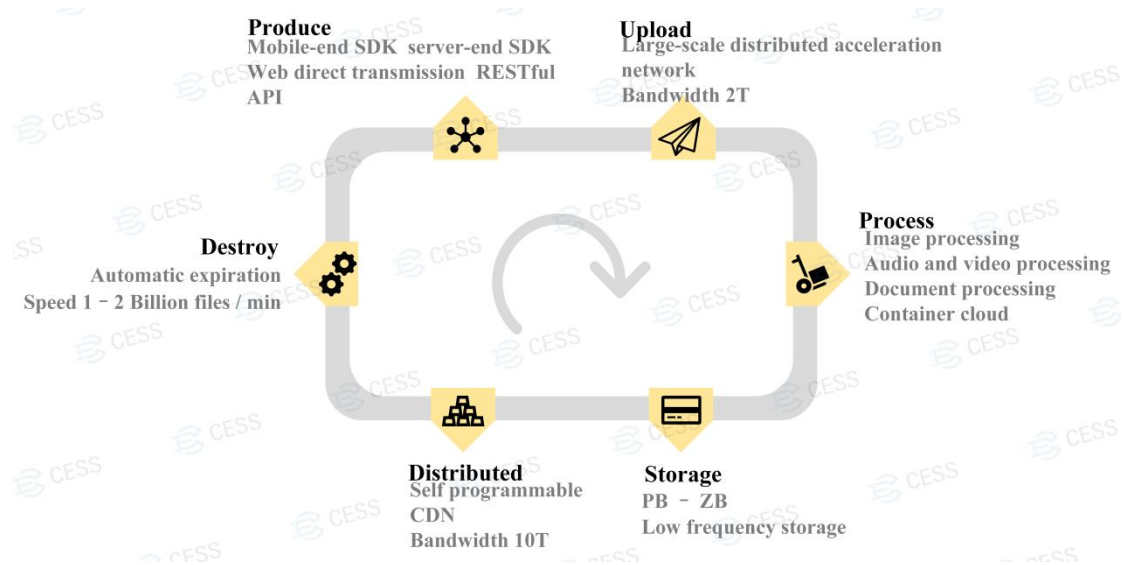 Produce
Mobile-end SDK server-end SDK
Web direct transmission RESTful
API
Upload
Large-scale distributed acceleration
network
Bandwidth 2T
Process
Image processing
Audio and video processing
Document processing
Container cloud
Storage
PB – ZB
Low frequency storage
Distributed
Self programmable
CDN
Bandwidth 10T
Destroy
Automatic expiration
Speed 1 – 2 Billion files / min
CESS